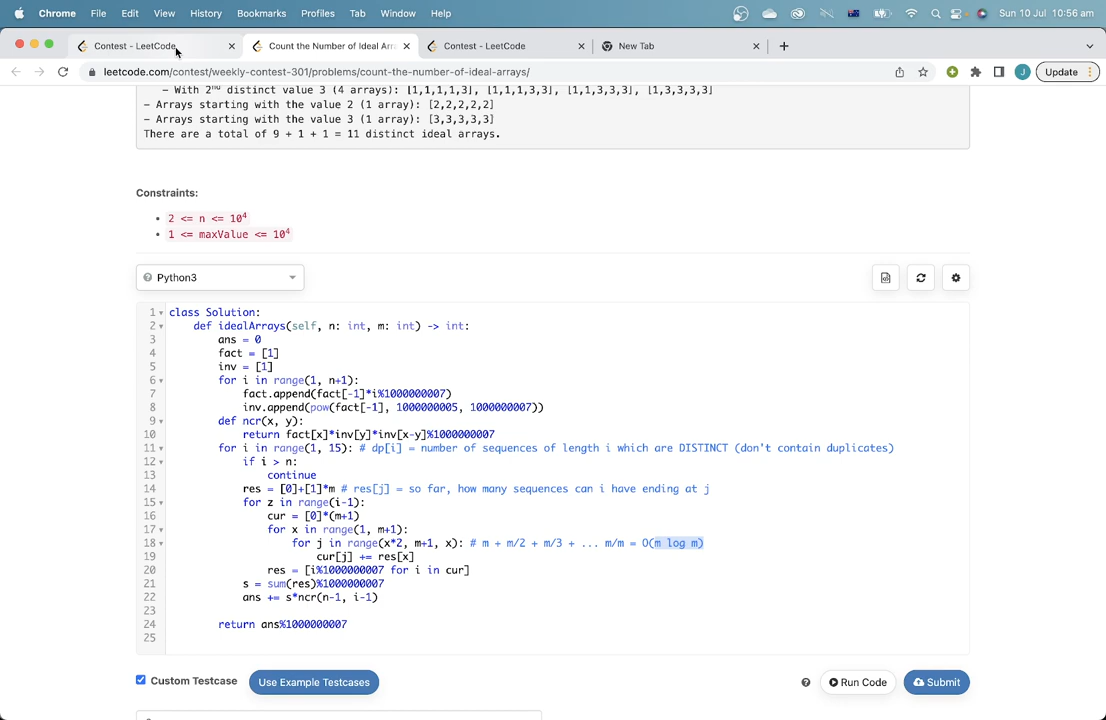 Chrome File Edit View History Bookmarks Profiles Tab Window Help Sun 10 Jul 10:56 am
Contest - LeetCode Count the Number of Ideal Arr Contest - LeetCode New Tab
leetcode.com/contest/weekly-contest-301/problems/count-the-number-of-ideal-arrays/ J Update
- With 2nd distinct value 3 (4 arrays): [1,1,1,1,3], [1,1,1,3,3], [1,1,3,3,3], [1,3,3,3,3]
- Arrays starting with the value 2 (1 array): [2,2,2,2,2]
- Arrays starting with the value 3 (1 array): [3,3,3,3,3]
There are a total of 9 + 1 + 1 = 11 distinct ideal arrays.
Constraints:
• 2 <= n <= 10⁴
• 1 <= maxValue <= 10⁴
Python3
1 class Solution:
2 def idealArrays(self, n: int, m: int) -> int:
3 ans = 0
4 fact = [1]
5 inv = [1]
6 for i in range(1, n+1):
7 fact.append(fact[-1]*i%1000000007)
8 inv.append(pow(fact[-1], 1000000005, 1000000007))
9 def ncr(x, y):
10 return fact[x]*inv[y]*inv[x-y]%1000000007
11 for i in range(1, 15): # dp[i] = number of sequences of length i which are DISTINCT (don't contain duplicates)
12 if i > n:
13 continue
14 res = [0]+[1]*m # res[j] = so far, how many sequences can i have ending at j
15 for z in range(i-1):
16 cur = [0]*(m+1)
17 for x in range(1, m+1):
18 for j in range(x*2, m+1, x): # m + m/2 + m/3 + ... m/m = O(m log m)
19 cur[j] += res[x]
20 res = [i%1000000007 for i in cur]
21 s = sum(res)%1000000007
22 ans += s*ncr(n-1, i-1)
23
24 return ans%1000000007
25
Custom Testcase Use Example Testcases Run Code Submit